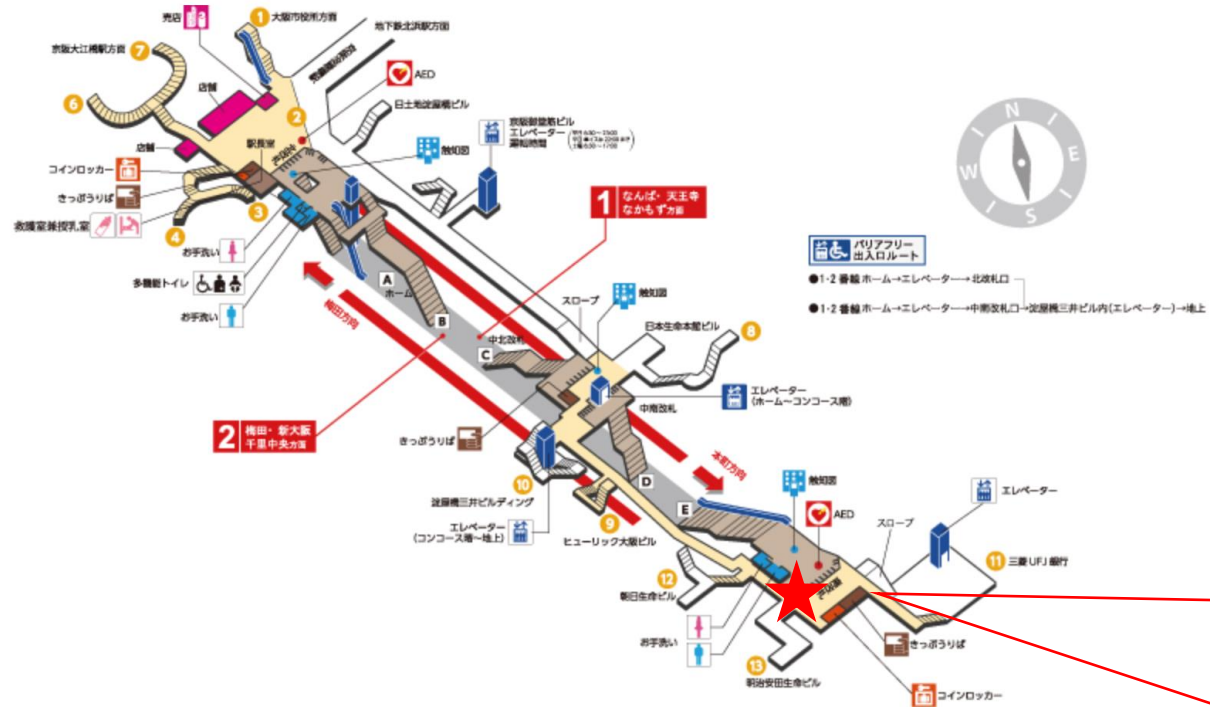 売店
1
大阪市役所方面
地下鉄北浜駅方面
京阪大江橋駅方面
7
6
店舗
2
AED
日土地淀屋橋ビル
京阪御堂筋ビル
エレベーター
運転時間
駅長室
店舗
触知図
コインロッカー
きっぷうりば
救護室兼授乳室
3
4
お手洗い
多機能トイレ
お手洗い
1
なんば・天王寺
なかもず方面
A
ホーム
B
梅田方向
中北改札
C
スロープ
触知図
日本生命本館ビル
8
エレベーター
(ホーム〜コンコース階)
中南改札
2
梅田・新大阪
千里中央方面
きっぷうりば
10
淀屋橋三井ビルディング
エレベーター
(コンコース階〜地上)
9
ヒューリック大阪ビル
D
本町方向
E
触知図
AED
エレベーター
スロープ
11
三菱UFJ銀行
12
朝日生命ビル
お手洗い
13
明治安田生命ビル
きっぷうりば
コインロッカー
N
E
S
W
バリアフリー
出入口ルート
●1・2番線 ホーム→エレベーター→北改札口
●1・2番線 ホーム→エレベーター→中南改札口→淀屋橋三井ビル内(エレベーター)→地上